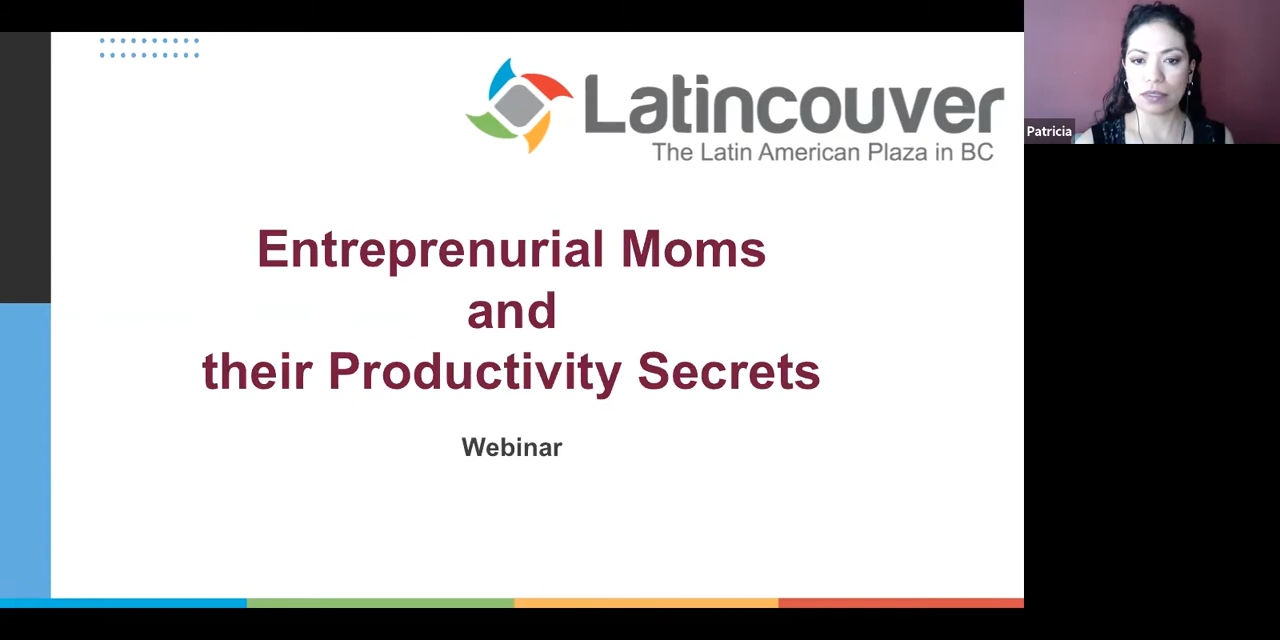 Latincouver
The Latin American Plaza in BC
Patricia
Entreprenurial Moms
and
their Productivity Secrets
Webinar